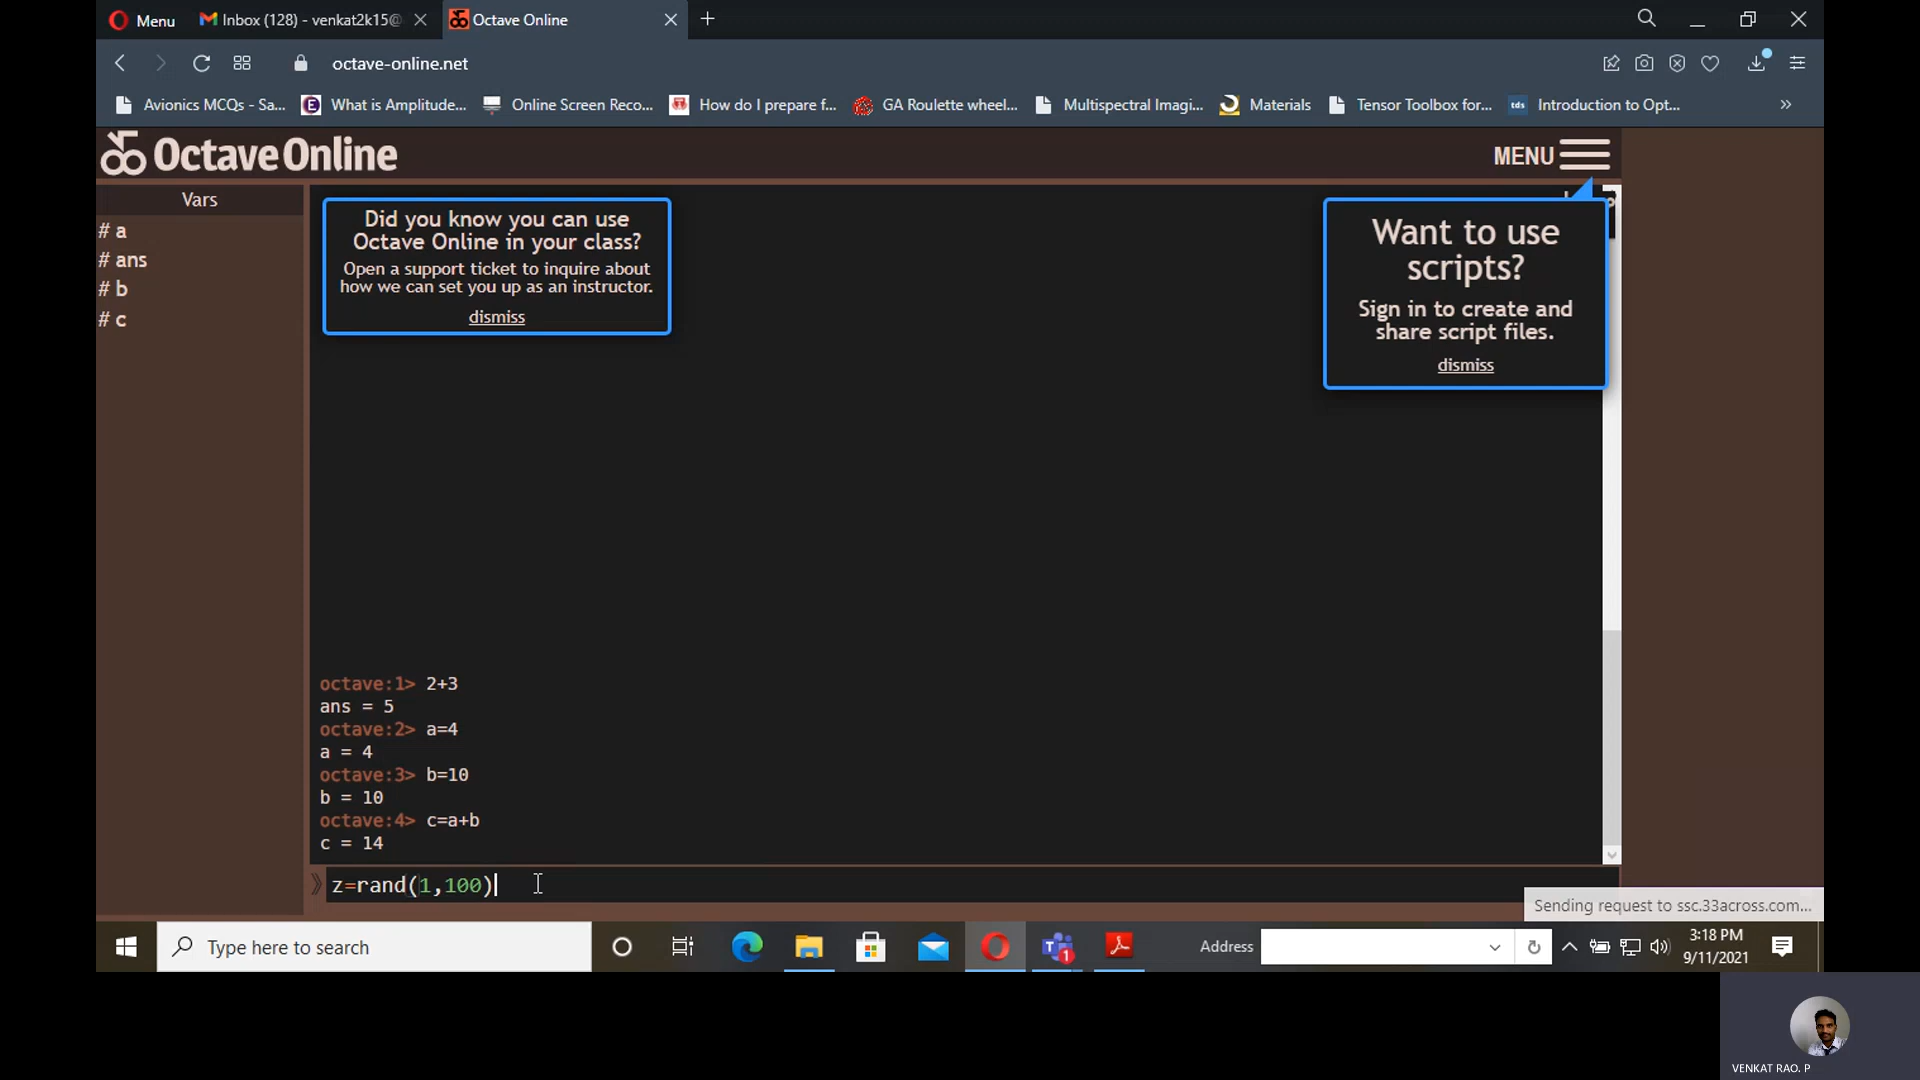 Menu
Inbox (128) - venkat2k15@
Octave Online
octave-online.net
Avionics MCQs - Sa...
What is Amplitude...
Online Screen Reco...
How do I prepare f...
GA Roulette wheel...
Multispectral Imagi...
Materials
Tensor Toolbox for...
tds
Introduction to Opt...
»
Octave Online
MENU
Vars
# a
# ans
# b
# c
Did you know you can use
Octave Online in your class?
Open a support ticket to inquire about
how we can set you up as an instructor.
dismiss
Want to use
scripts?
Sign in to create and
share script files.
dismiss
octave:1> 2+3
ans = 5
octave:2> a=4
a = 4
octave:3> b=10
b = 10
octave:4> c=a+b
c = 14
z=rand(1,100)
Sending request to ssc.33across.com...
Type here to search
1
Address
3:18 PM
9/11/2021
VENKAT RAO. P